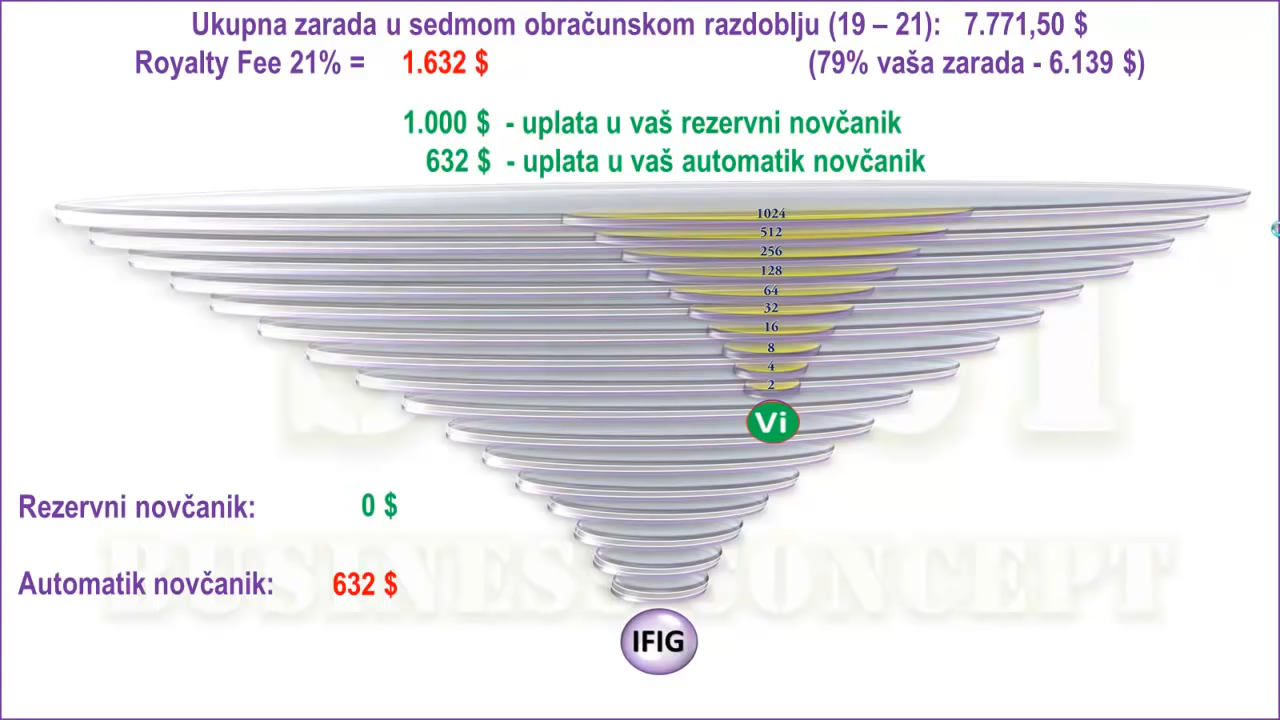 Ukupna zarada u sedmom obračunskom razdoblju (19 – 21): 7.771,50 $
Royalty Fee 21% = 1.632 $ (79% vaša zarada - 6.139 $)
1.000 $ - uplata u vaš rezervni novčanik
632 $ - uplata u vaš automatik novčanik
1024
512
256
128
64
32
16
8
4
2
Vi
Rezervni novčanik: 0 $
Automatik novčanik: 632 $
BUSINESS CONCEPT
IFIG